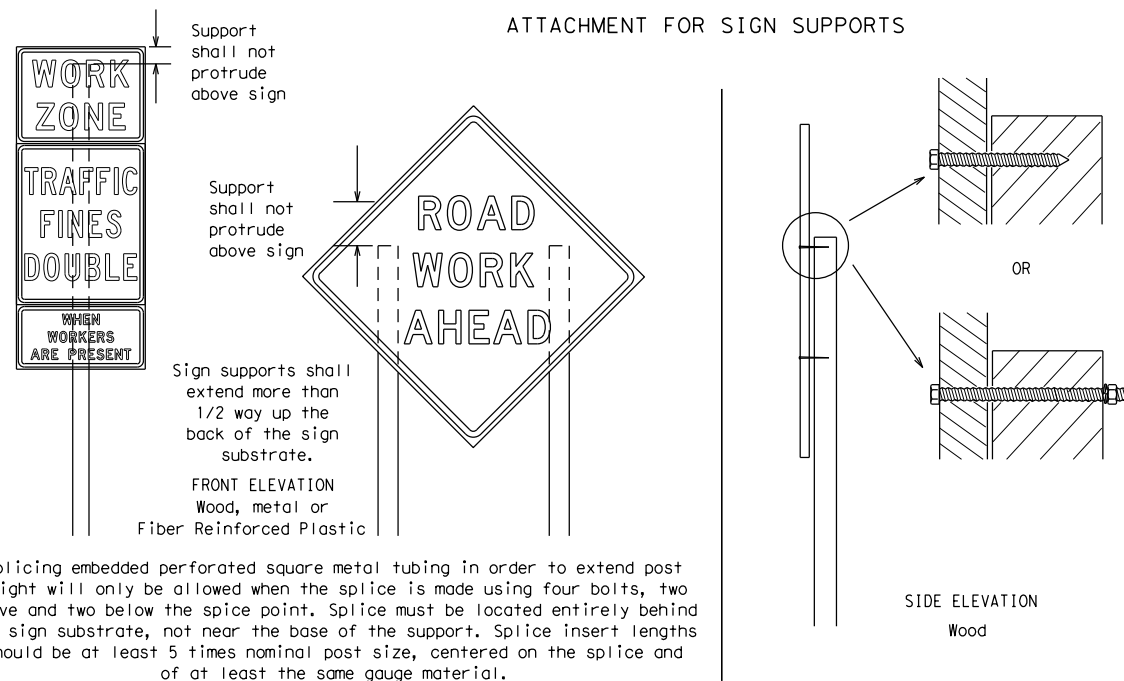 ATTACHMENT FOR SIGN SUPPORTS
Support
shall not
protrude
above sign
WORK
ZONE
TRAFFIC
FINES
DOUBLE
WHEN
WORKERS
ARE PRESENT
Support
shall not
protrude
above sign
ROAD
WORK
AHEAD
Sign supports shall
extend more than
1/2 way up the
back of the sign
substrate.
FRONT ELEVATION
Wood, metal or
Fiber Reinforced Plastic
OR
SIDE ELEVATION
Wood
plicing embedded perforated square metal tubing in order to extend post
ight will only be allowed when the splice is made using four bolts, two
ve and two below the spice point. Splice must be located entirely behind
sign substrate, not near the base of the support. Splice insert lengths
hould be at least 5 times nominal post size, centered on the splice and
of at least the same gauge material.